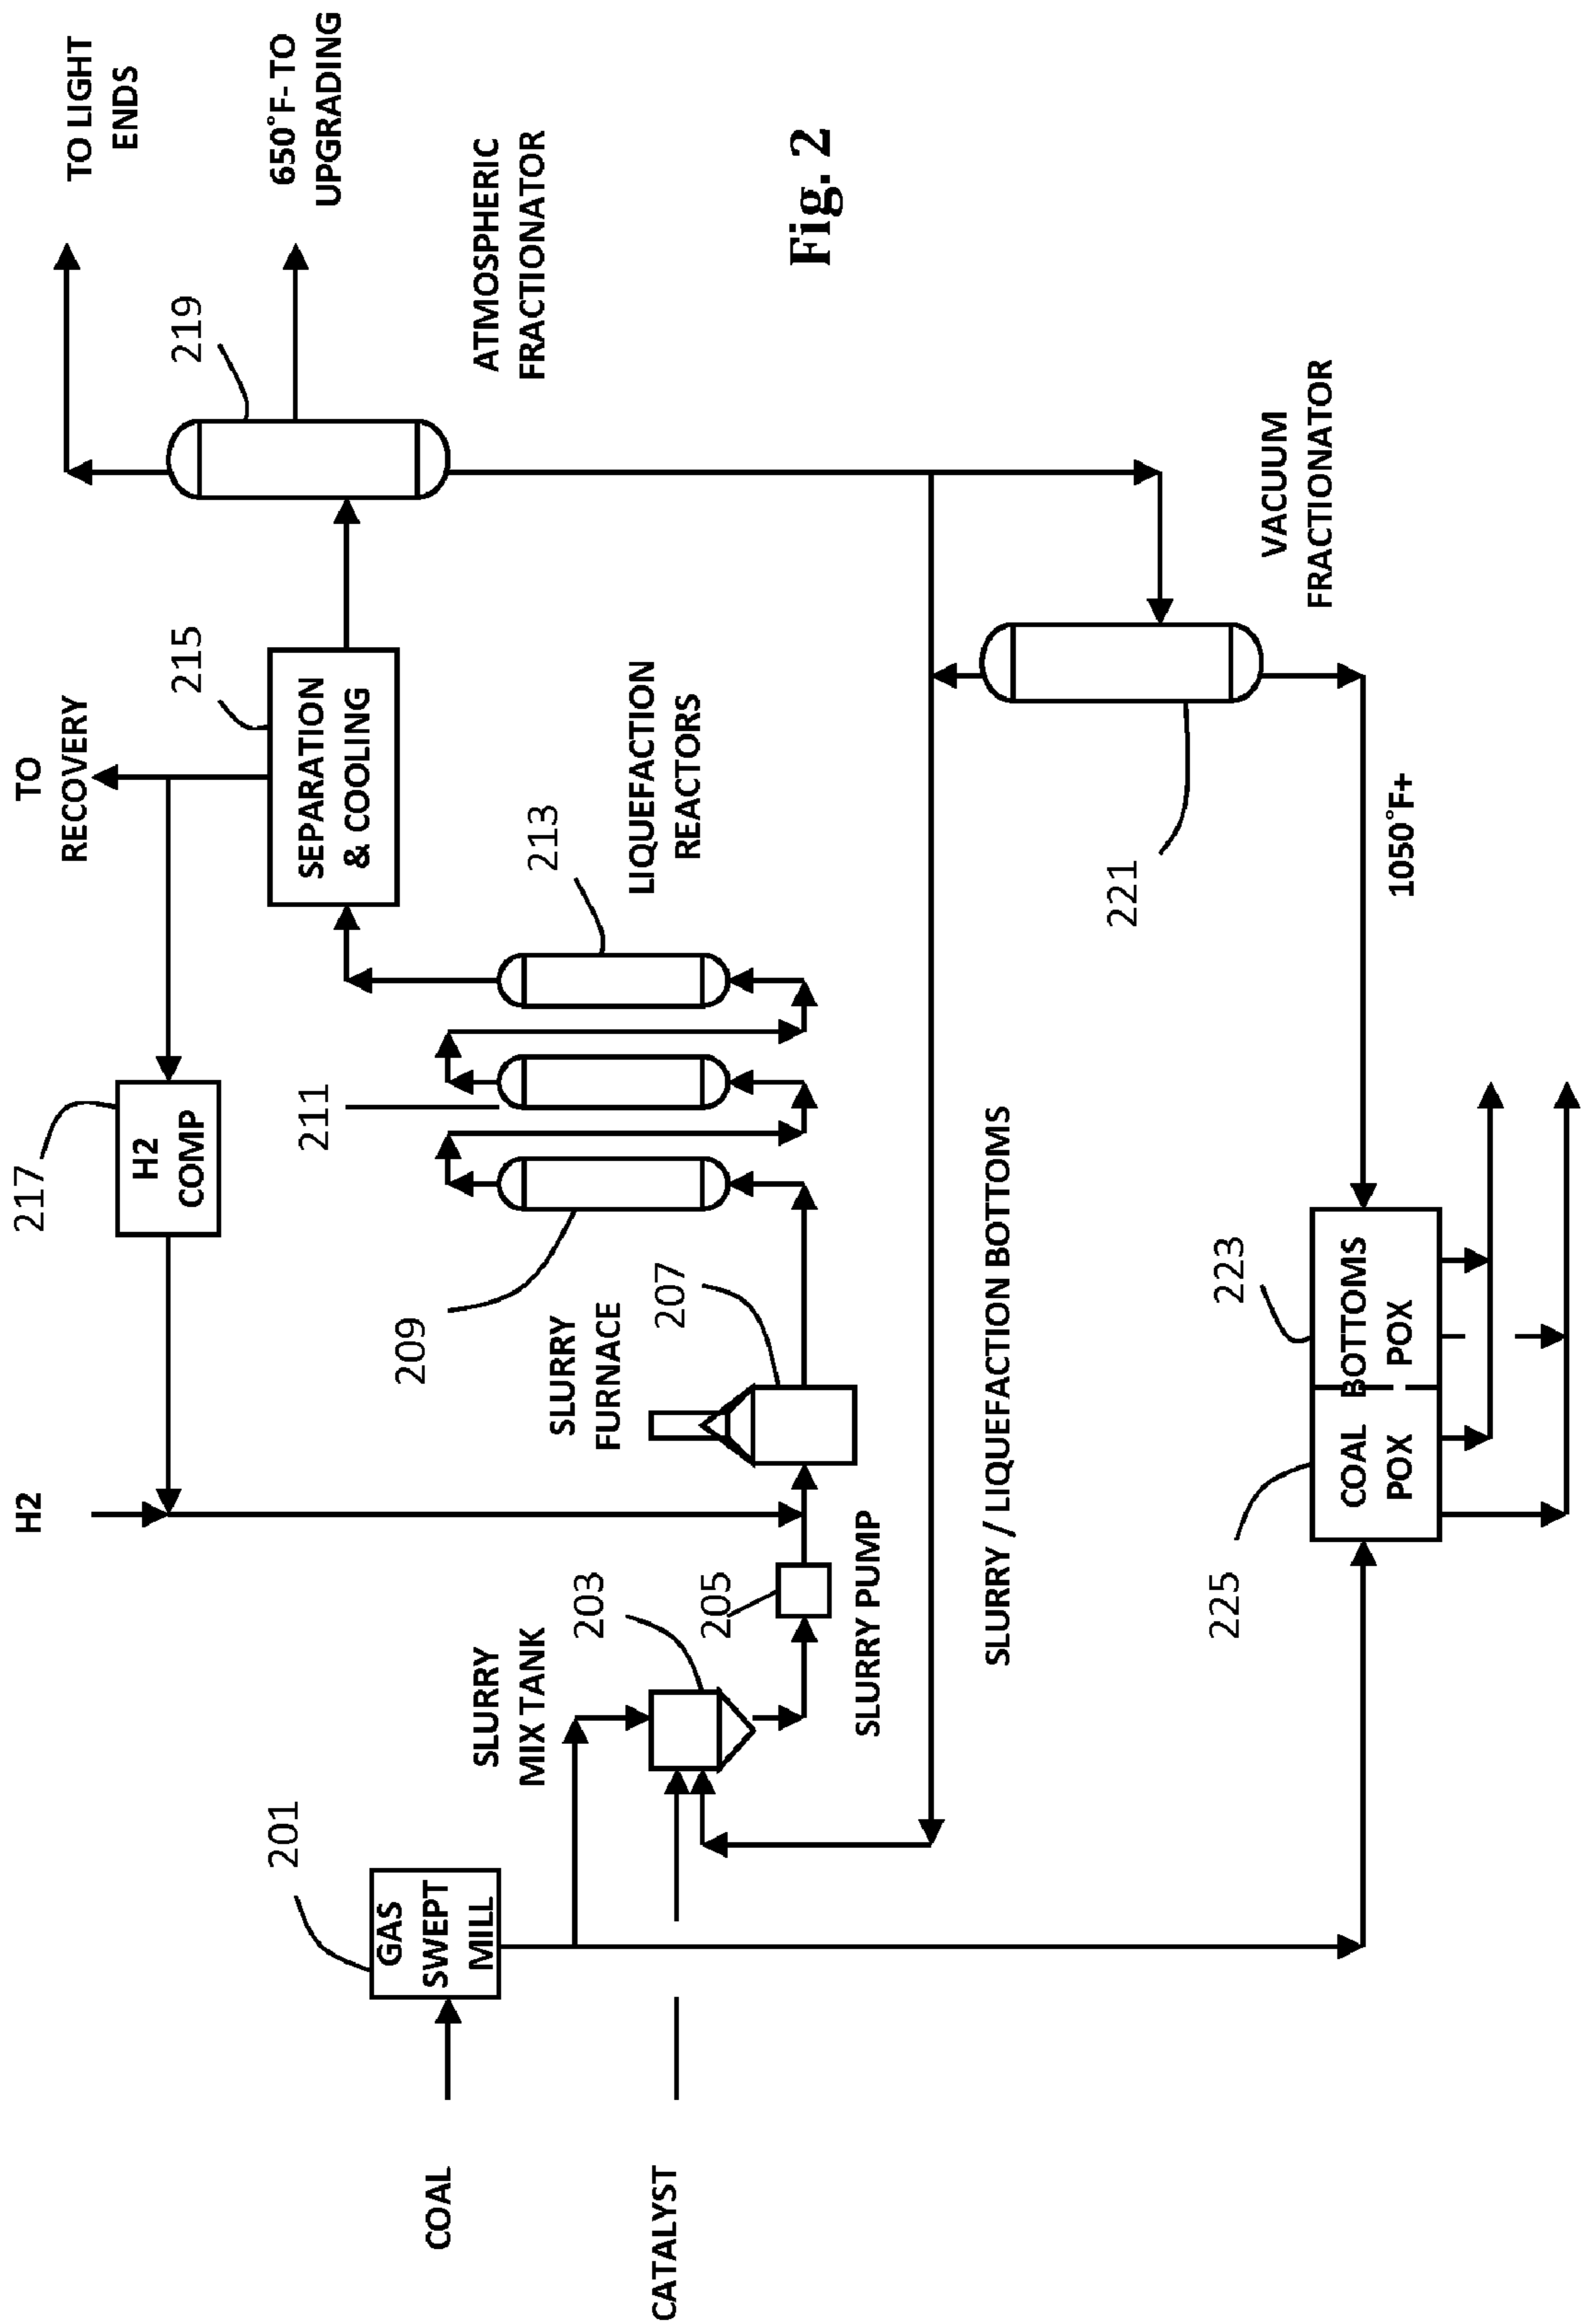 TO LIGHT
ENDS
650°F- TO
UPGRADING
219
ATMOSPHERIC
FRACTIONATOR
Fig. 2
TO
RECOVERY
215
SEPARATION
& COOLING
217
H2
COMP
H2
LIQUEFACTION
REACTORS
213
211
209
SLURRY
FURNACE
207
SLURRY
MIX TANK
203
205
SLURRY PUMP
201
GAS
SWEPT
MILL
COAL
CATALYST
SLURRY / LIQUEFACTION BOTTOMS
VACUUM
FRACTIONATOR
221
1050°F+
223
BOTTOMS
POX
225
COAL
POX